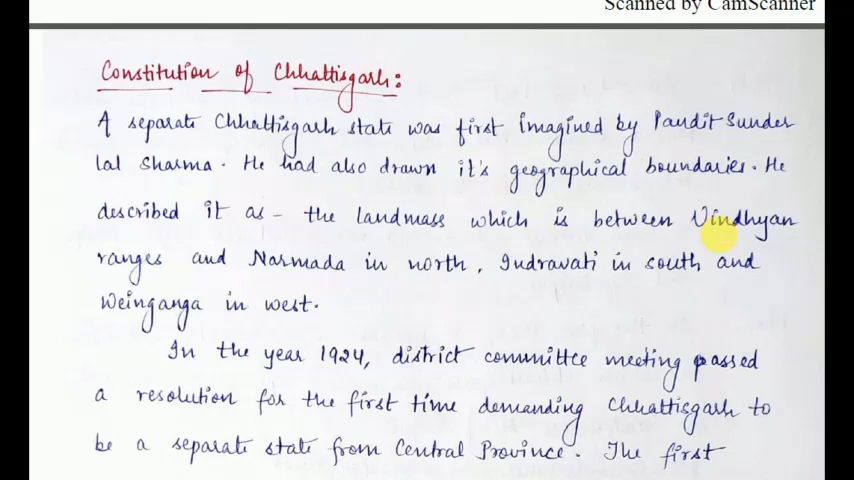 Scanned by CamScanner
Constitution of Chhattisgarh:
A separate Chhattisgarh state was first imagined by Pandit Sunder
lal Sharma. He had also drawn it's geographical boundaries. He
described it as - the landmass which is between Vindhyan
ranges and Narmada in north, Indravati in south and
Weinganga in west.
In the year 1924, district committee meeting passed
a resolution for the first time demanding Chhattisgarh to
be a separate state from Central Province. The first